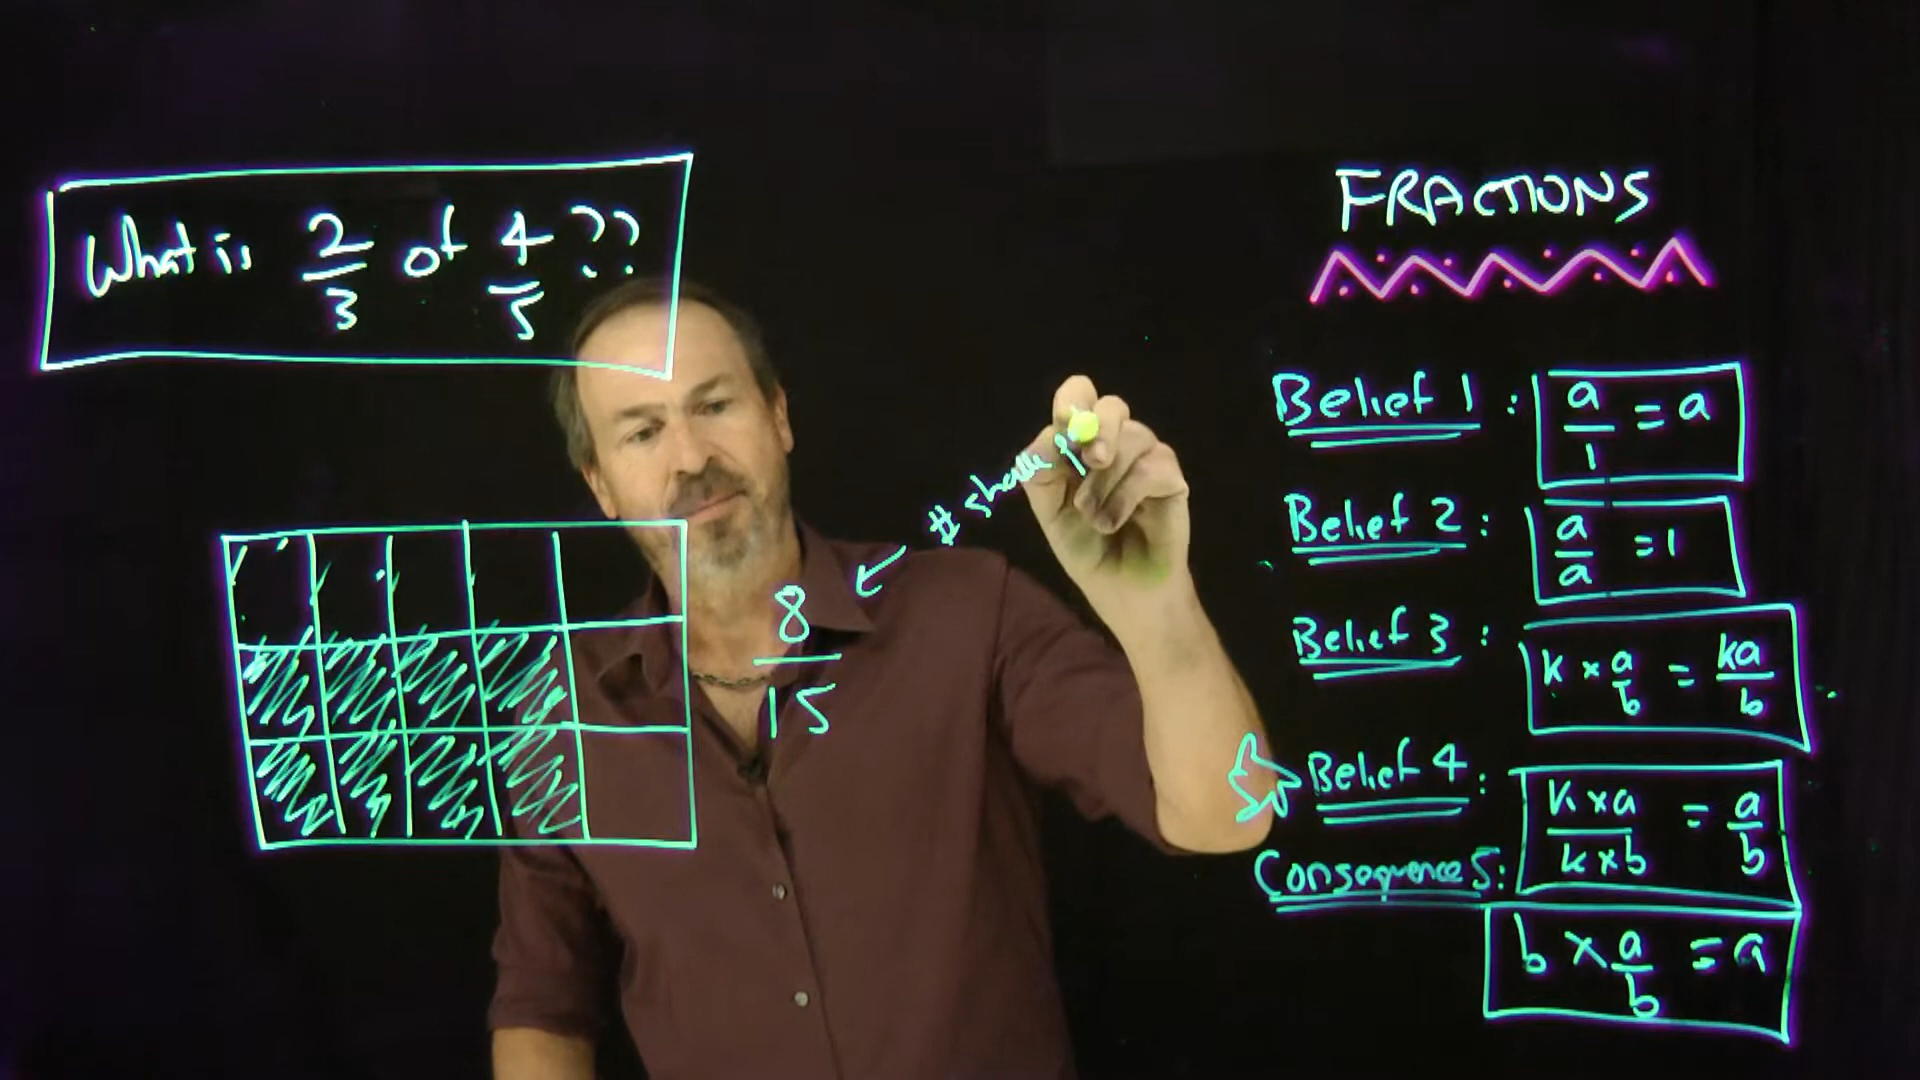 What is 2/3 of 4/5 ??
8/15
#
FRACTIONS
Belief 1 : a/1 = a
Belief 2 : a/a = 1
Belief 3 : k × a/b = ka/b
Belief 4 : k × a / k × b = a/b
Consequence 5 : b × a/b = a